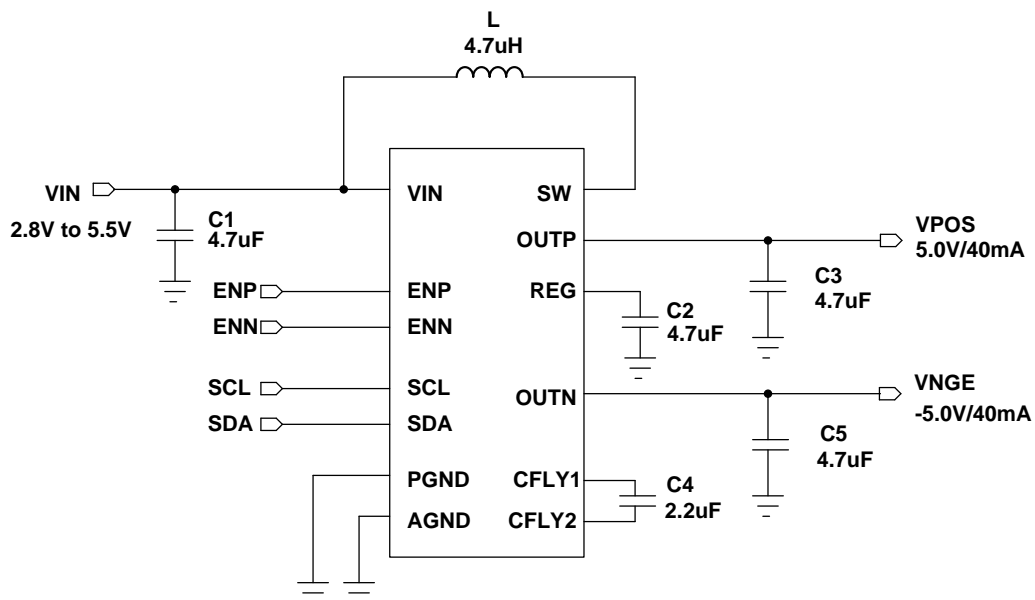 L
4.7uH
VIN
2.8V to 5.5V
C1
4.7uF
VIN
SW
OUTP
VPOS
5.0V/40mA
C3
4.7uF
ENP
ENP
REG
C2
4.7uF
ENN
ENN
SCL
SCL
OUTN
VNGE
-5.0V/40mA
SDA
SDA
C5
4.7uF
PGND
CFLY1
C4
2.2uF
AGND
CFLY2